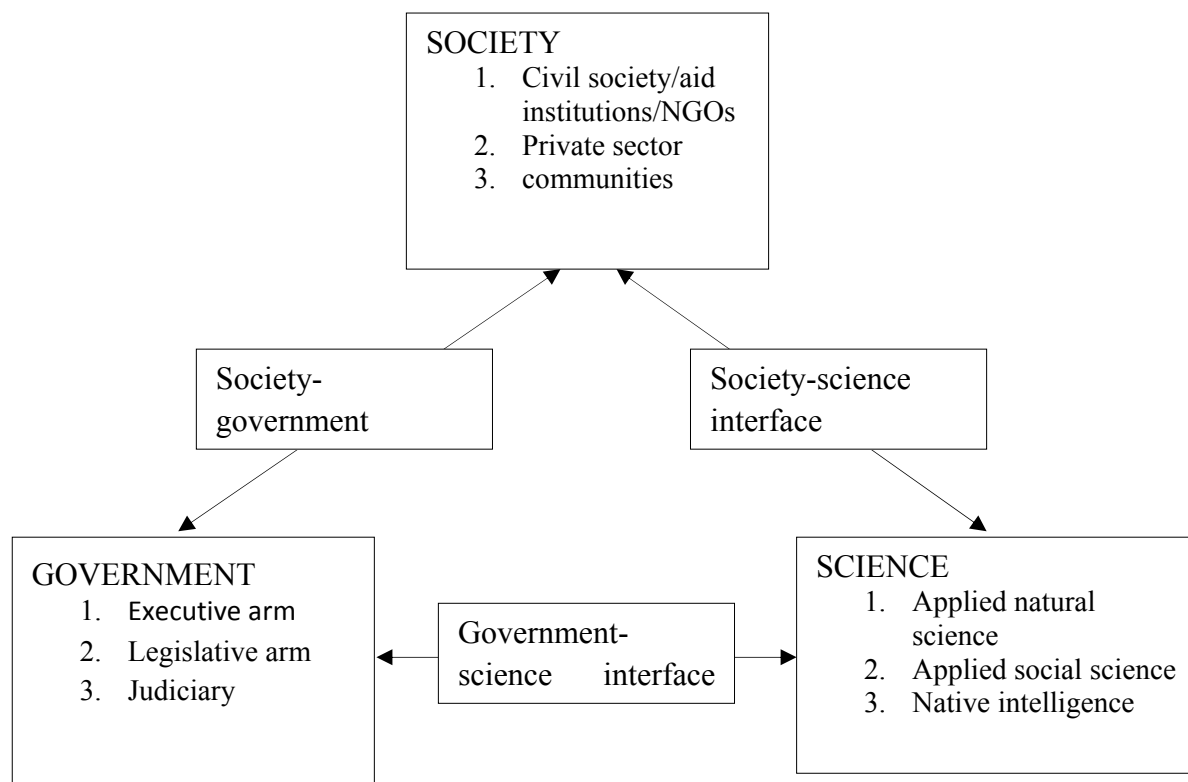 SOCIETY
1. Civil society/aid
institutions/NGOs
2. Private sector
3. communities
Society-
government
Society-science
interface
GOVERNMENT
1. Executive arm
2. Legislative arm
3. Judiciary
Government-
science interface
SCIENCE
1. Applied natural
science
2. Applied social science
3. Native intelligence